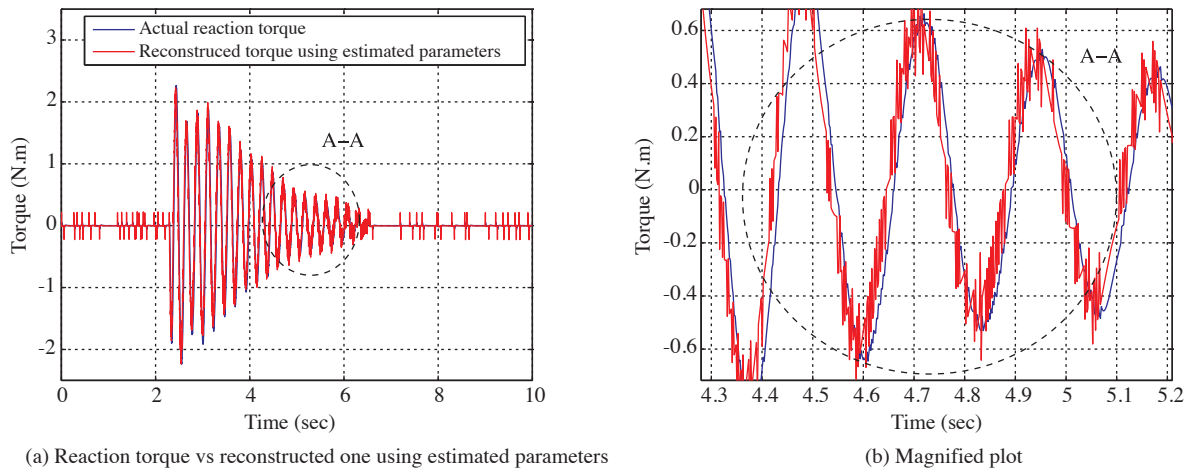 Actual reaction torque
Reconstruced torque using estimated parameters
3
2
1
0
-1
-2
Torque (N.m)
A–A
0 2 4 6 8 10
Time (sec)
(a) Reaction torque vs reconstructed one using estimated parameters
0.6
0.4
0.2
0
-0.2
-0.4
-0.6
Torque (N.m)
A–A
4.3 4.4 4.5 4.6 4.7 4.8 4.9 5 5.1 5.2
Time (sec)
(b) Magnified plot